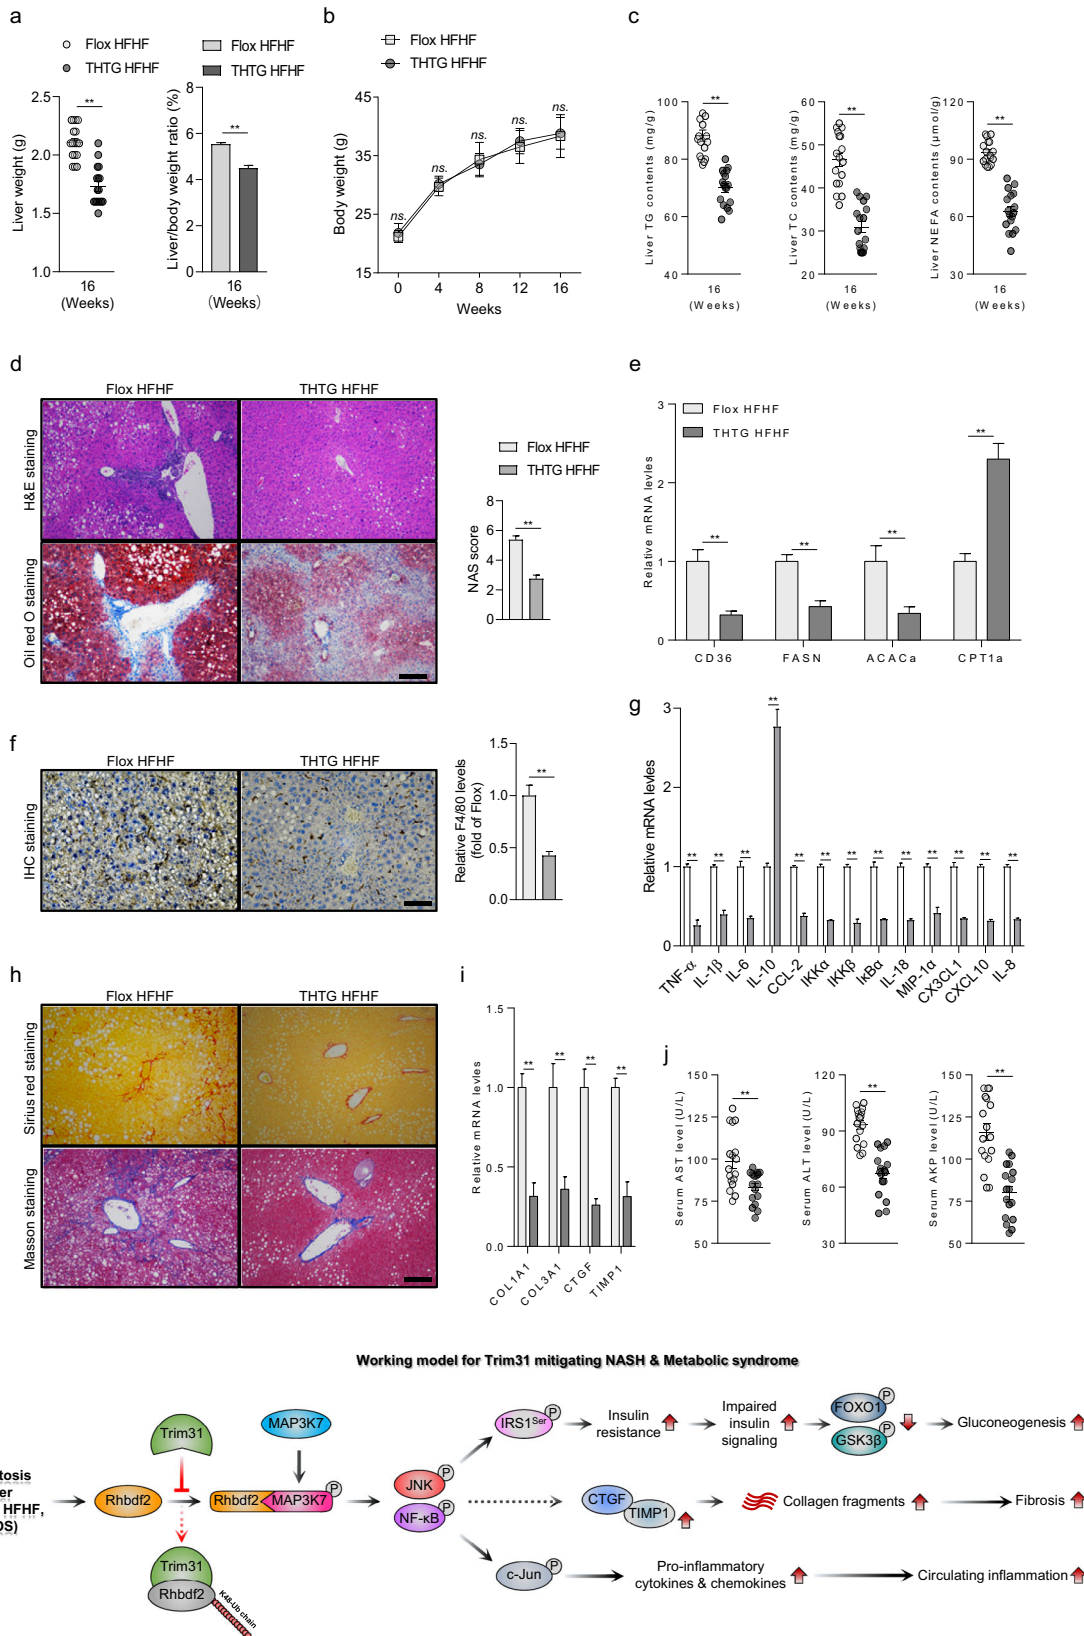 a
Flox HFHF
THTG HFHF
Flox HFHF
THTG HFHF
Liver weight (g)
2.5
2.0
1.5
1.0
**
16
(Weeks)
Liver/body weight ratio (%)
8
6
4
2
0
**
16
(Weeks)
b
Flox HFHF
THTG HFHF
Body weight (g)
45
35
25
15
ns.
ns.
ns.
ns.
ns.
0
4
8
12
16
Weeks
c
Liver TG contents (mg/g)
100
80
60
40
**
16
(Weeks)
Liver TC contents (mg/g)
60
50
40
30
20
**
16
(Weeks)
Liver NEFA contents (μmol/g)
120
90
60
30
**
16
(Weeks)
d
Flox HFHF
THTG HFHF
H&E staining
Oil red O staining
Flox HFHF
THTG HFHF
NAS score
8
6
4
2
0
**
e
Flox HFHF
THTG HFHF
Relative mRNA levles
3
2
1
0
**
**
**
**
CD36
FASN
ACACa
CPT1a
f
Flox HFHF
THTG HFHF
IHC staining
Relative F4/80 levels
(fold of Flox)
1.5
1.0
0.5
0.0
**
g
Relative mRNA levles
3
2
1
0
**
**
**
**
**
**
**
**
**
**
**
**
**
TNF-α
IL-1β
IL-6
IL-10
CCL-2
IKKα
IKKβ
IκBα
IL-18
MIP-1α
CX3CL1
CXCL10
IL-8
h
Flox HFHF
THTG HFHF
Sirius red staining
Masson staining
i
Relative mRNA levles
1.5
1.0
0.5
0.0
**
**
**
**
COL1A1
COL3A1
CTGF
TIMP1
j
Serum AST level (U/L)
150
125
100
75
50
**
Serum ALT level (U/L)
120
90
60
30
**
Serum AKP level (U/L)
150
125
100
75
50
**
Working model for Trim31 mitigating NASH & Metabolic syndrome
tosis
er
HFHF,
OS)
Trim31
Rhbdf2
Trim31
Rhbdf2
K48-Ub chain
MAP3K7
Rhbdf2
MAP3K7
P
JNK
P
NF-κB
P
IRS1Ser
P
Insulin
resistance
Impaired
insulin
signaling
FOXO1
P
GSK3β
P
Gluconeogenesis
CTGF
TIMP1
Collagen fragments
Fibrosis
c-Jun
P
Pro-inflammatory
cytokines & chemokines
Circulating inflammation